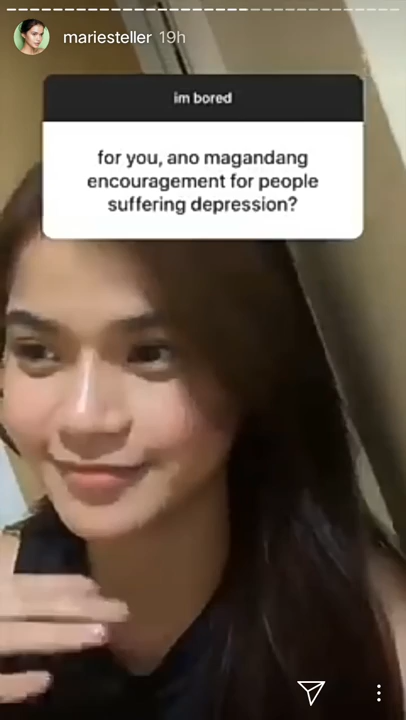 mariesteller 19h
im bored
for you, ano magandang
encouragement for people
suffering depression?